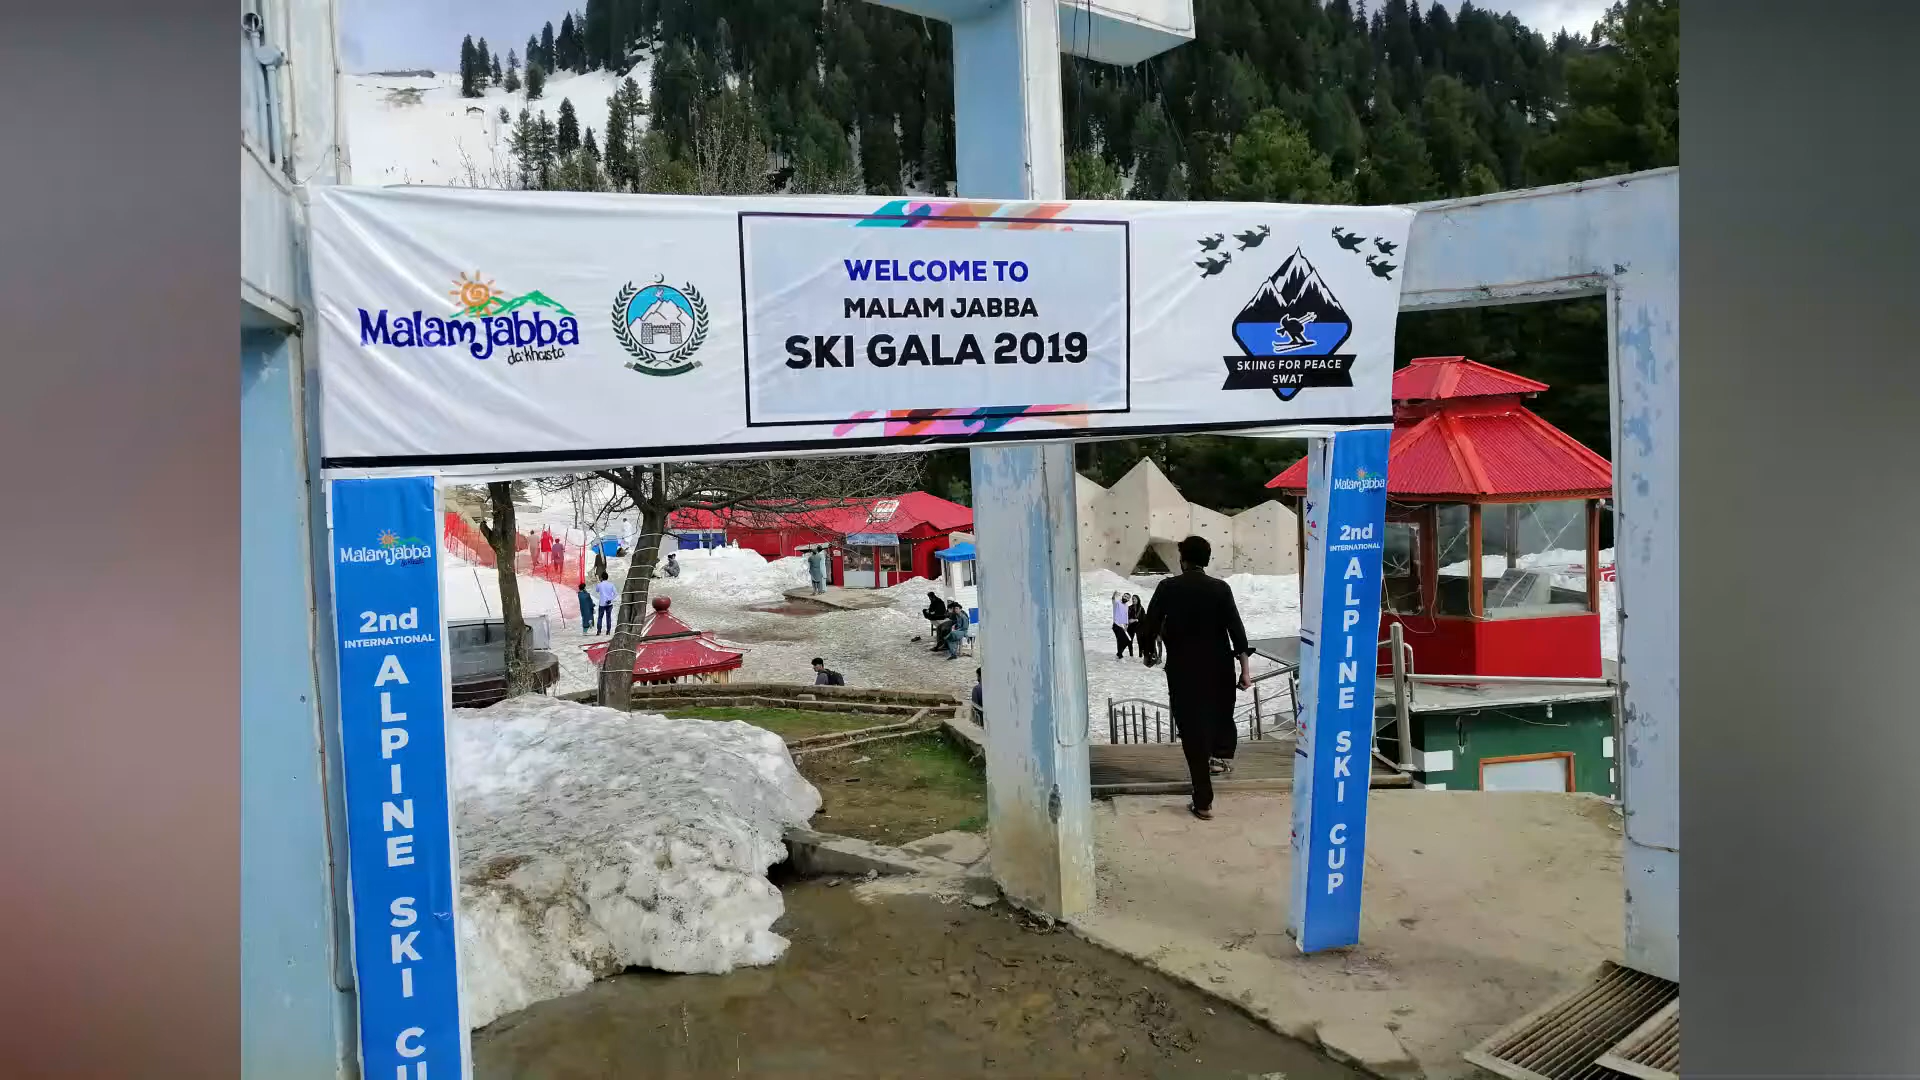 Malam Jabba
da khasta
WELCOME TO
MALAM JABBA
SKI GALA 2019
SKIING FOR PEACE
SWAT
Malam Jabba
2nd
INTERNATIONAL
ALPINE SKI CU
Malam Jabba
2nd
INTERNATIONAL
ALPINE SKI CUP